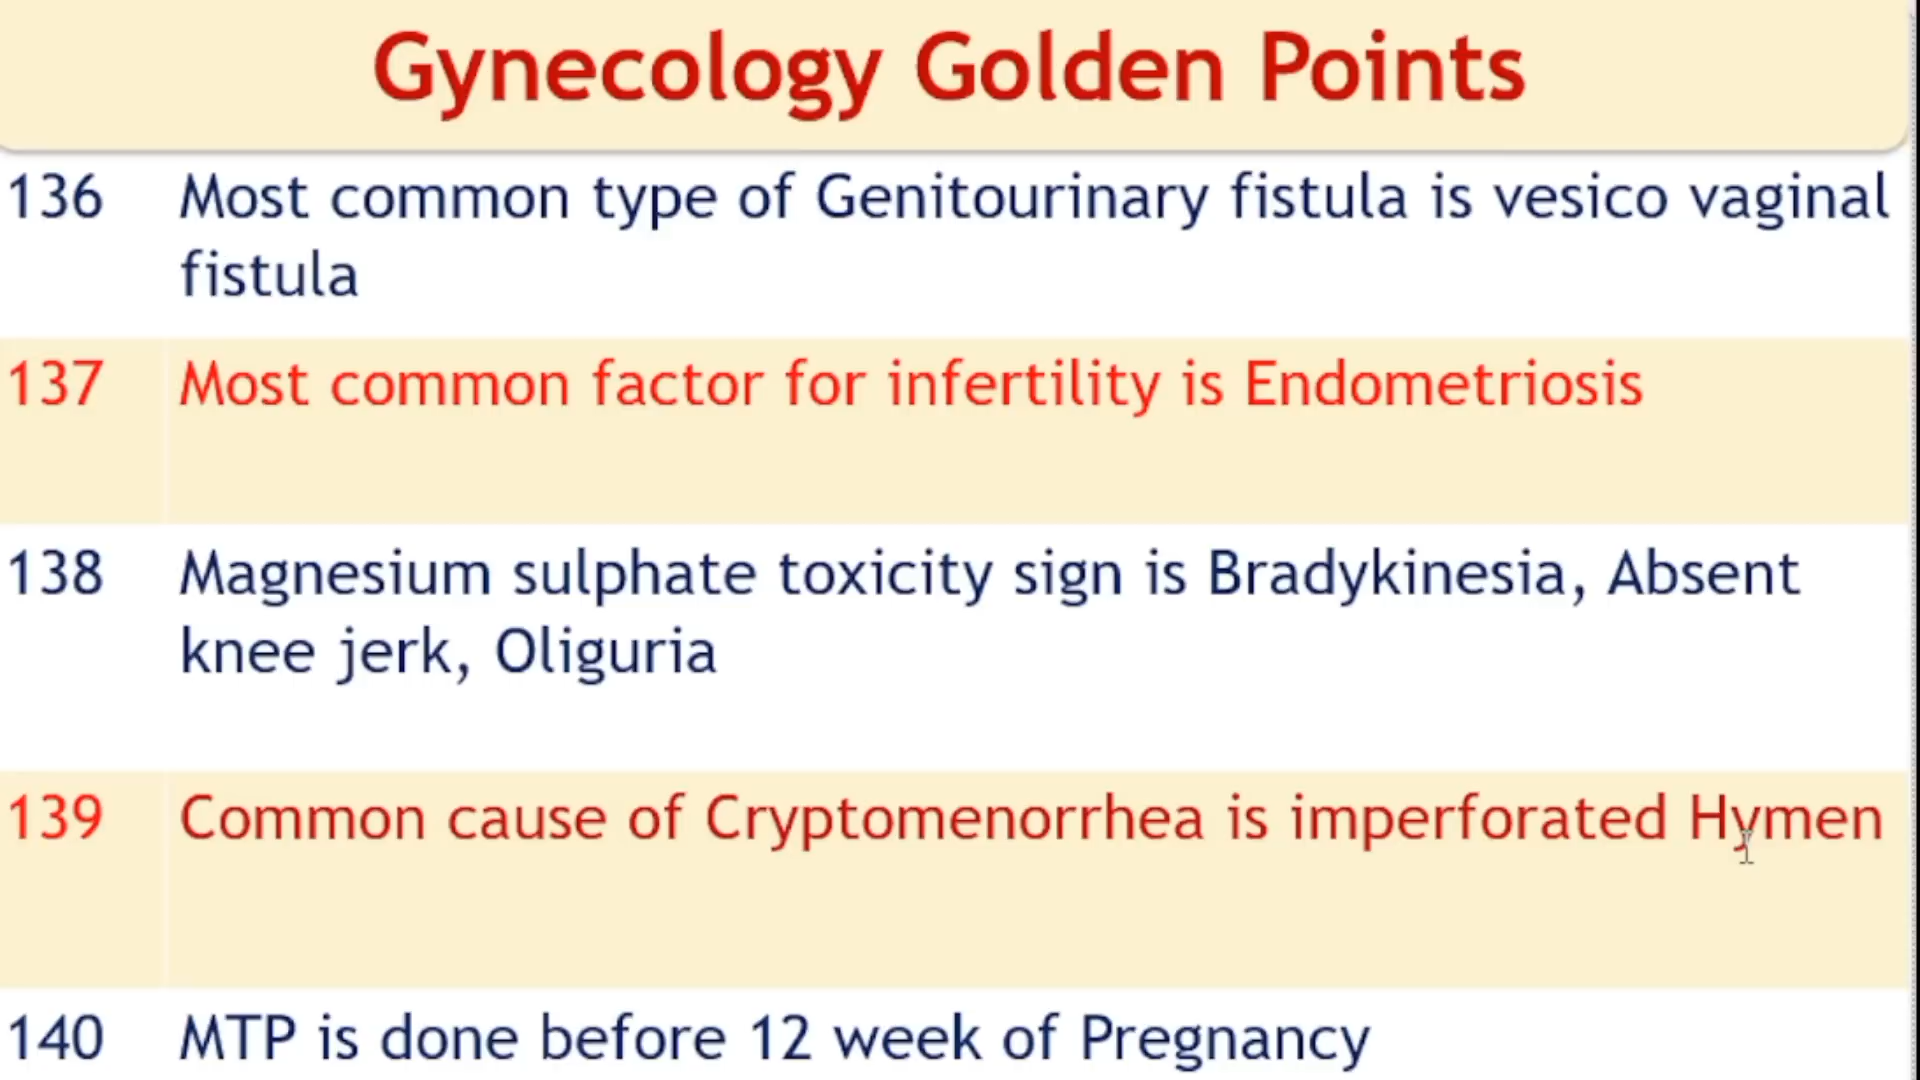 Gynecology Golden Points
136 Most common type of Genitourinary fistula is vesico vaginal
fistula
137 Most common factor for infertility is Endometriosis
138 Magnesium sulphate toxicity sign is Bradykinesia, Absent
knee jerk, Oliguria
139 Common cause of Cryptomenorrhea is imperforated Hymen
140 MTP is done before 12 week of Pregnancy